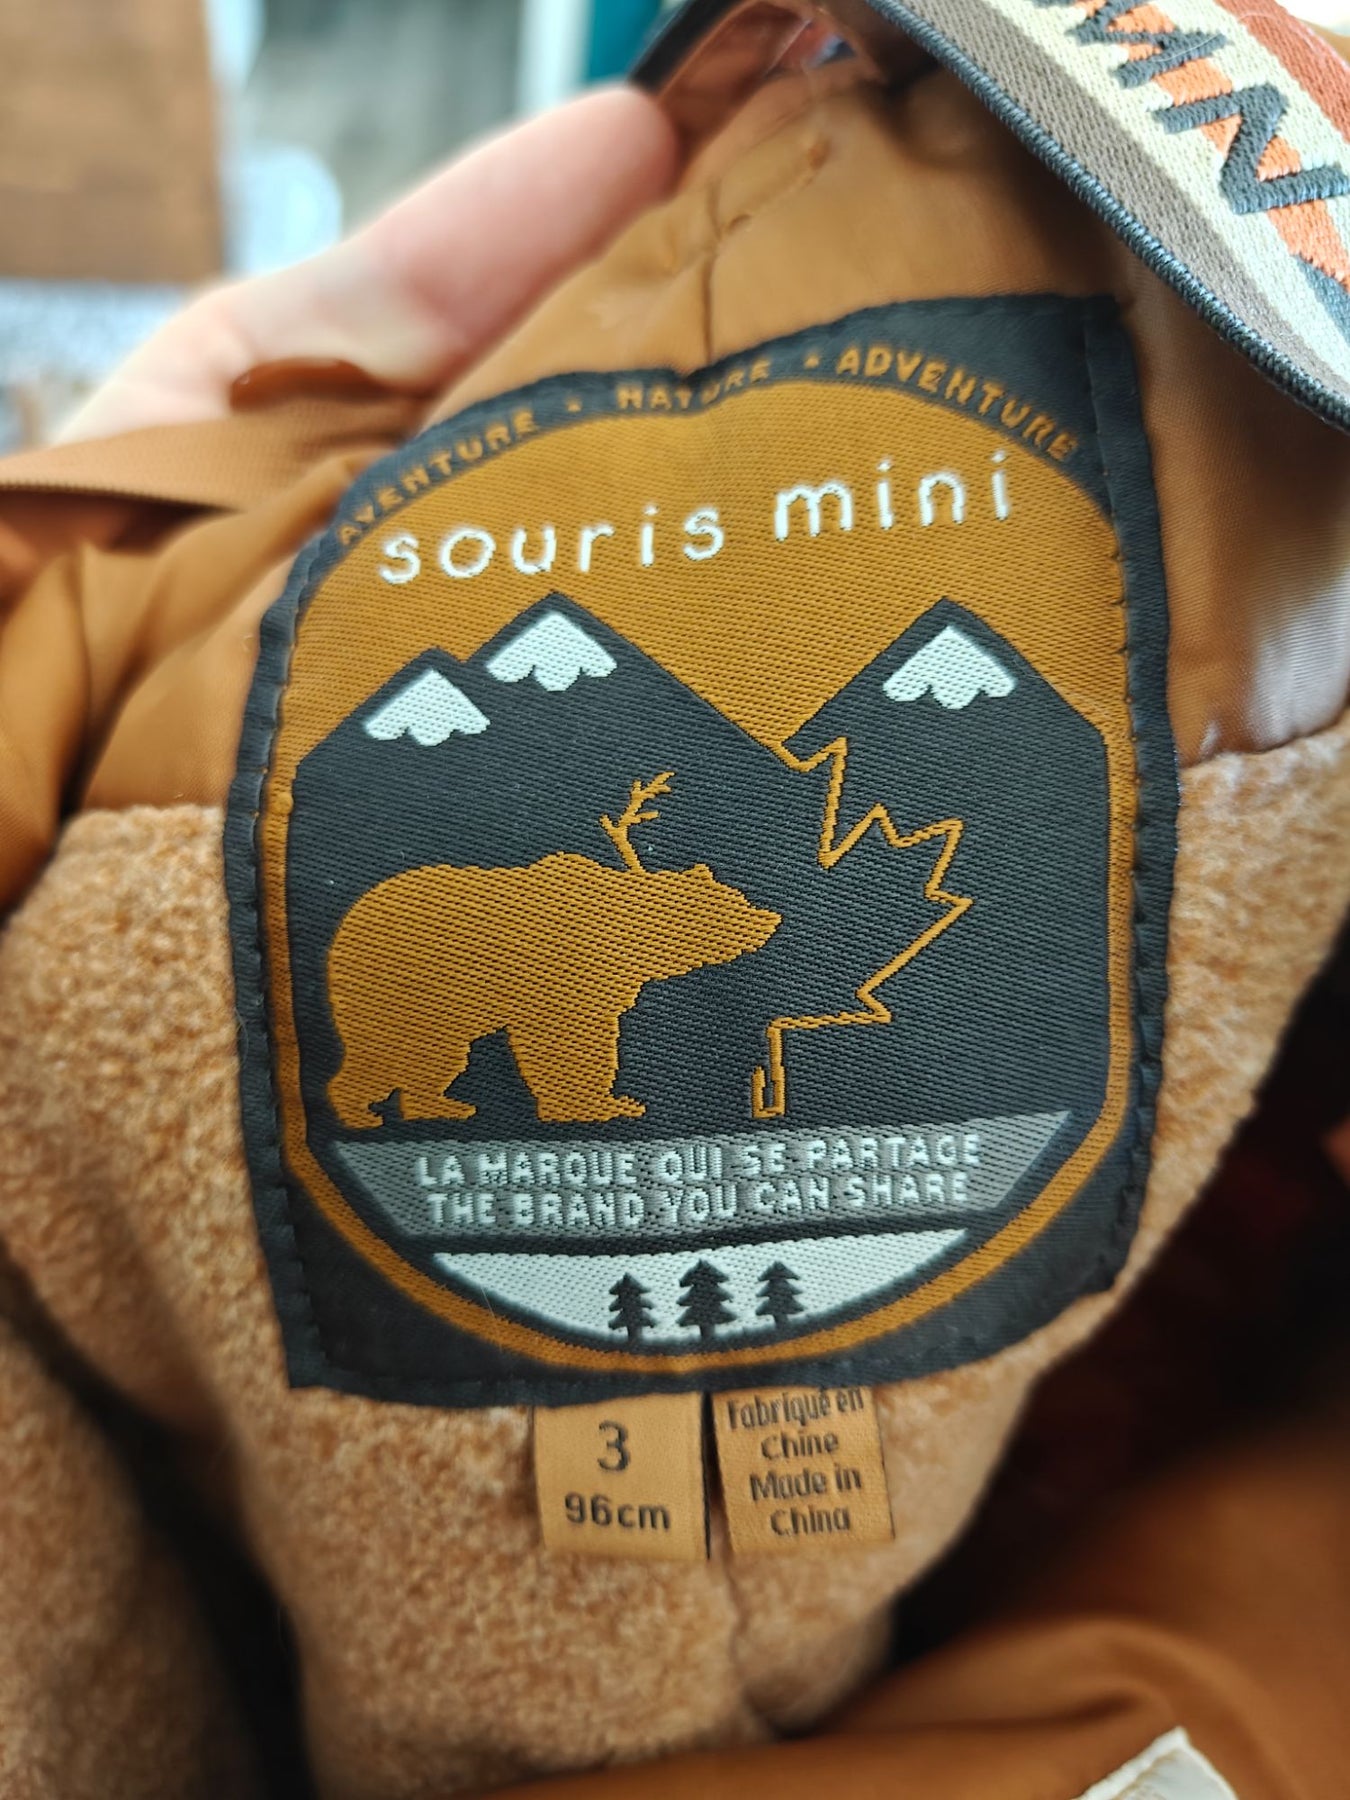 AVENTURE • NATURE • ADVENTURE
souris mini
LA MARQUE QUI SE PARTAGE
THE BRAND YOU CAN SHARE
3
96cm
Fabriqué en
Chine
Made in
China